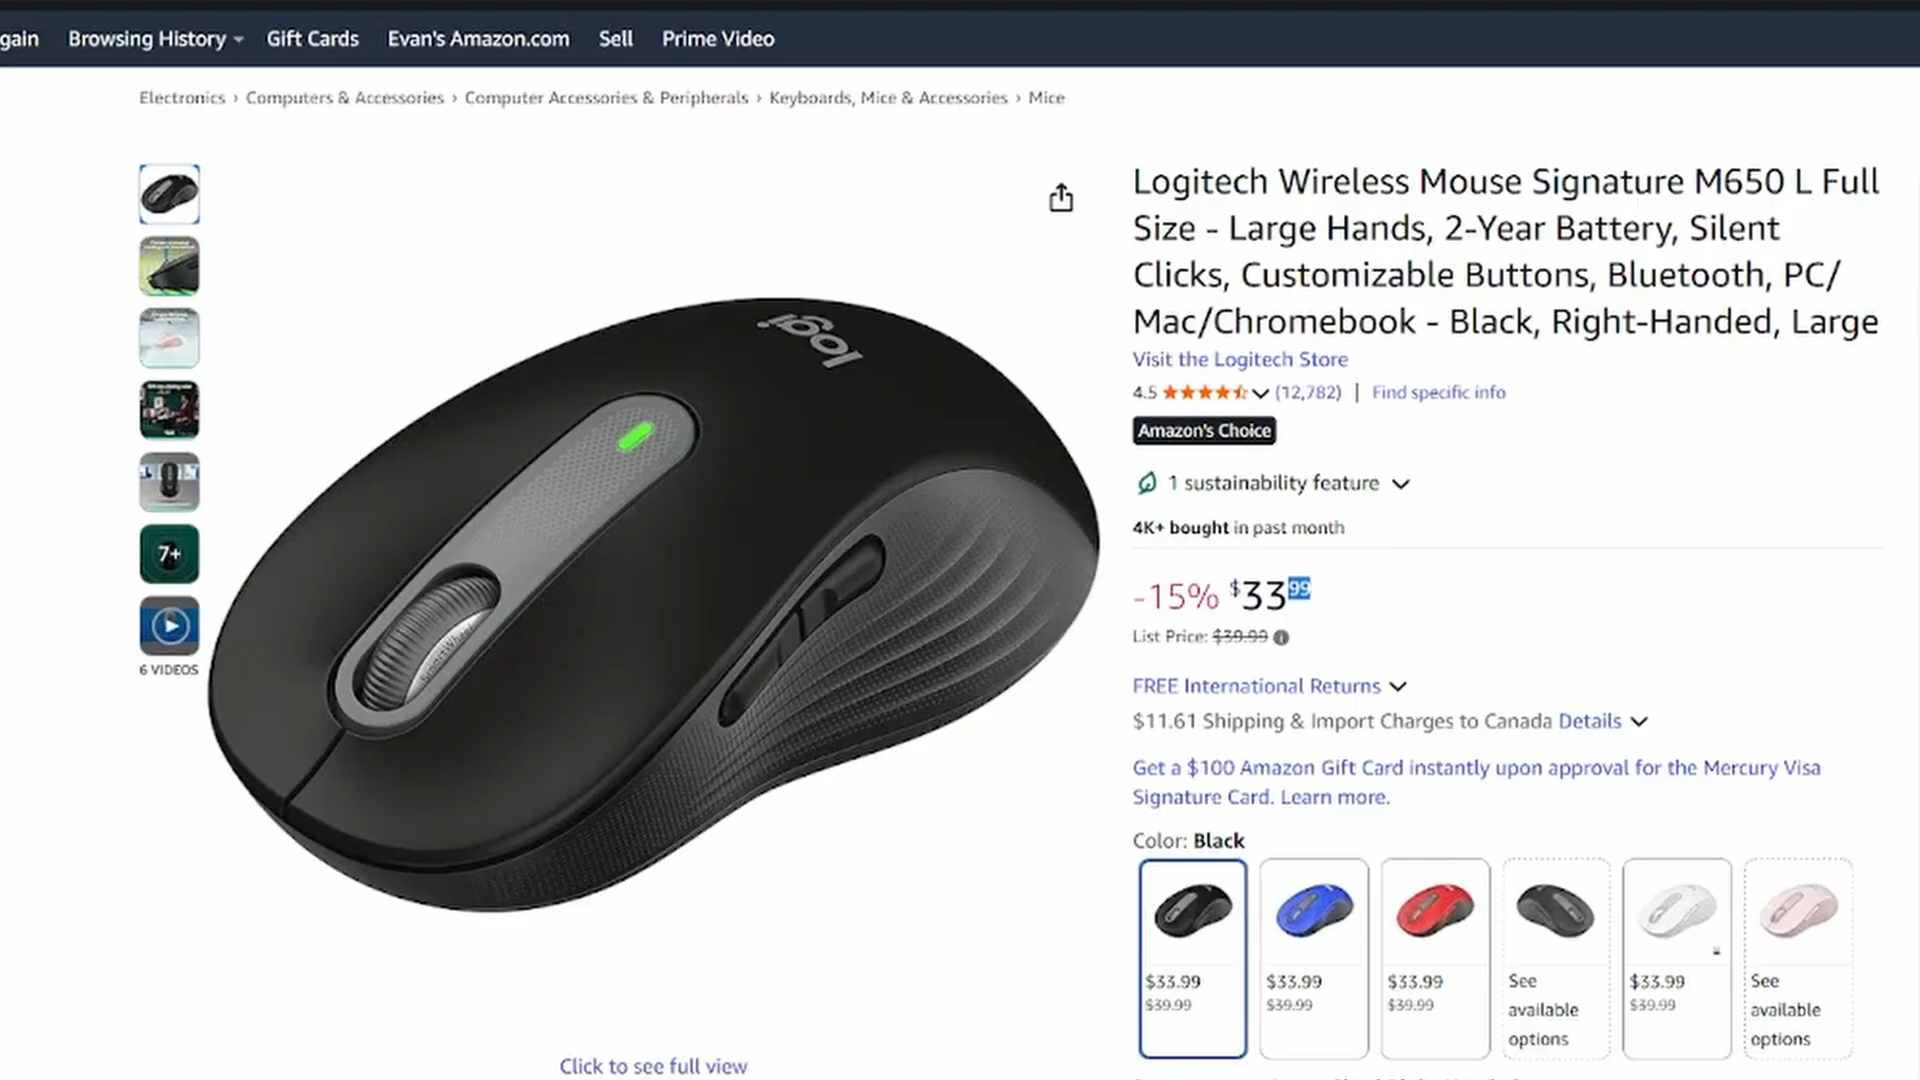 gain Browsing History Gift Cards Evan's Amazon.com Sell Prime Video
Electronics › Computers & Accessories › Computer Accessories & Peripherals › Keyboards, Mice & Accessories › Mice
Logitech Wireless Mouse Signature M650 L Full
Size - Large Hands, 2-Year Battery, Silent
Clicks, Customizable Buttons, Bluetooth, PC/
Mac/Chromebook - Black, Right-Handed, Large
Visit the Logitech Store
4.5 (12,782) | Find specific info
Amazon's Choice
1 sustainability feature
4K+ bought in past month
-15% $33 99
List Price: $39.99
FREE International Returns
$11.61 Shipping & Import Charges to Canada Details
Get a $100 Amazon Gift Card instantly upon approval for the Mercury Visa
Signature Card. Learn more.
Color: Black
$33.99 $33.99 $33.99 See $33.99 See
$39.99 $39.99 $39.99 available $39.99 available
options options
logi
SmartWheel
7+
6 VIDEOS
Click to see full view